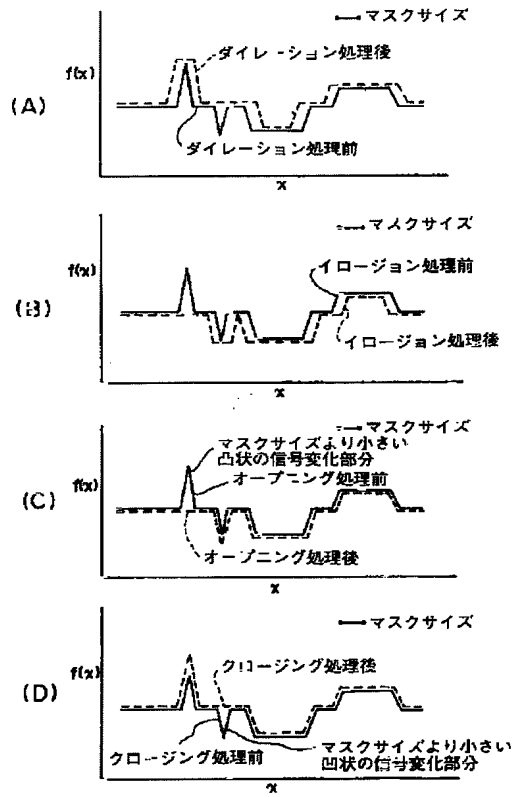 マスクサイズ
f(x)
ダイレーション処理後
(A)
ダイレーション処理前
x
マスクサイズ
f(x)
イロージョン処理前
(B)
イロージョン処理後
x
マスクサイズ
マスクサイズより小さい
凸状の信号変化部分
f(x)
オープニング処理前
(C)
オープニング処理後
x
マスクサイズ
f(x)
クロージング処理後
(D)
クロージング処理前
マスクサイズより小さい
凹状の信号変化部分
x